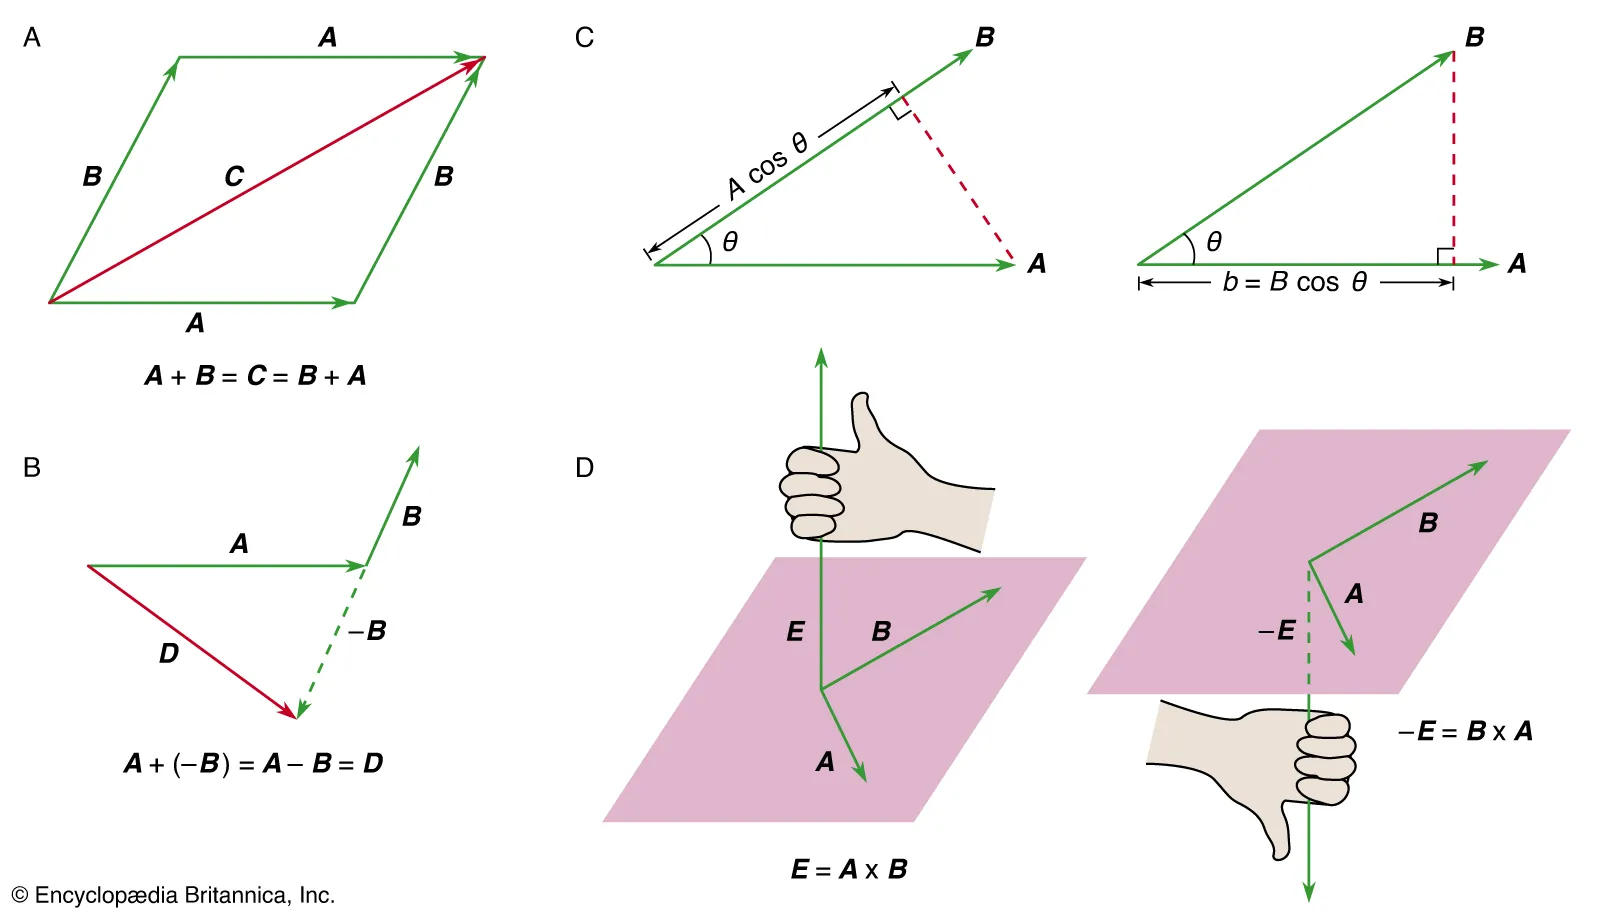 A
A
B
C
B
A
A + B = C = B + A
B
A
B
−B
D
A + (−B) = A − B = D
C
B
A cos θ
θ
A
B
θ
A
b = B cos θ
D
E
B
A
E = A x B
B
A
−E
−E = B x A
© Encyclopædia Britannica, Inc.